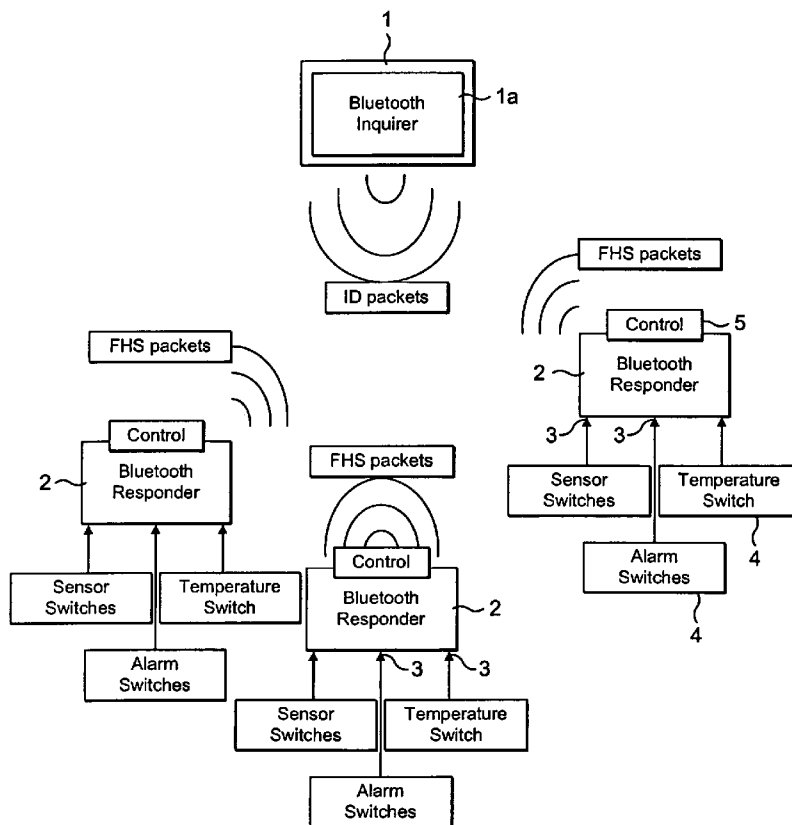 1
Bluetooth
Inquirer
1a
ID packets
FHS packets
Control
5
2
Bluetooth
Responder
3
3
Sensor
Switches
Temperature
Switch
4
Alarm
Switches
4
FHS packets
Control
2
Bluetooth
Responder
Sensor
Switches
Temperature
Switch
Alarm
Switches
FHS packets
Control
Bluetooth
Responder
2
3
3
Sensor
Switches
Temperature
Switch
Alarm
Switches